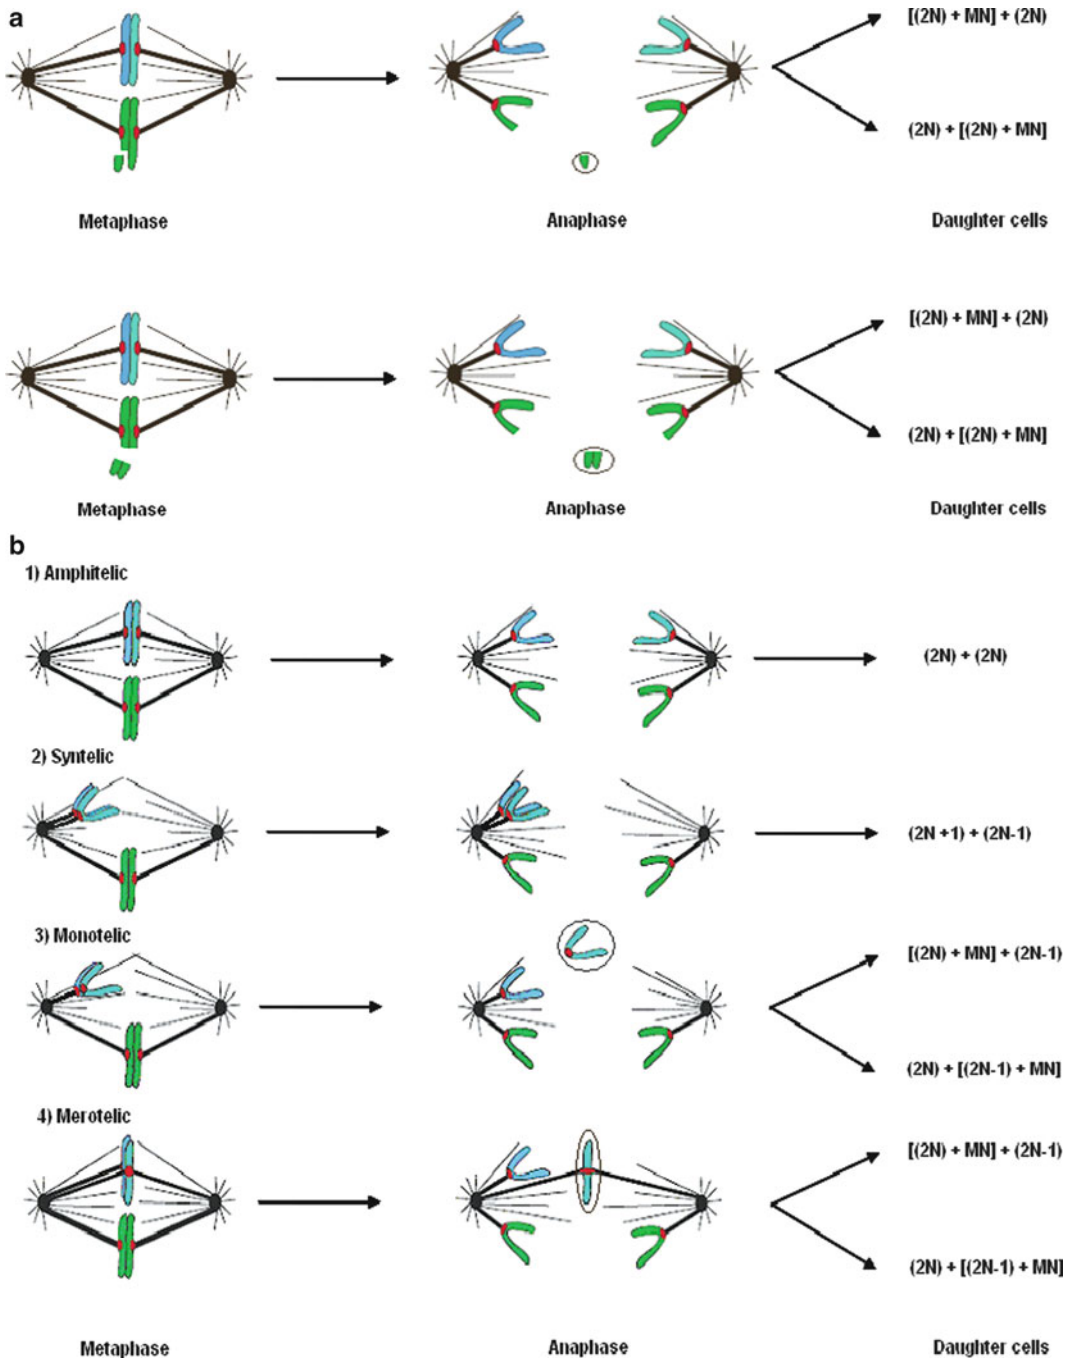 a
[(2N) + MN] + (2N)
(2N) + [(2N) + MN]
Metaphase
Anaphase
Daughter cells
[(2N) + MN] + (2N)
(2N) + [(2N) + MN]
Metaphase
Anaphase
Daughter cells
b
1) Amphitelic
(2N) + (2N)
2) Syntelic
(2N +1) + (2N-1)
3) Monotelic
[(2N) + MN] + (2N-1)
(2N) + [(2N-1) + MN]
4) Merotelic
[(2N) + MN] + (2N-1)
(2N) + [(2N-1) + MN]
Metaphase
Anaphase
Daughter cells